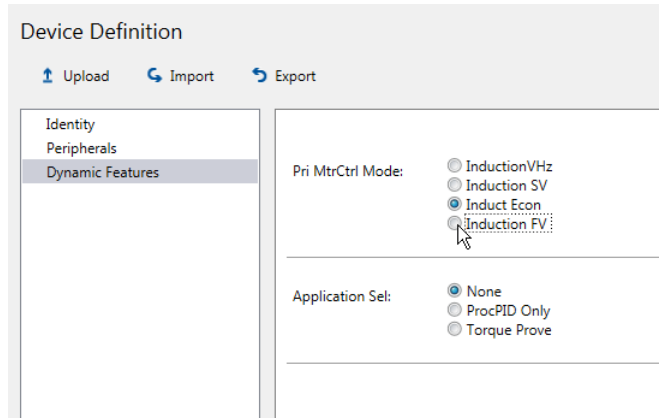 Device Definition
Upload Import Export
Identity
Peripherals
Dynamic Features
Pri MtrCtrl Mode:
InductionVHz
Induction SV
Induct Econ
Induction FV
Application Sel:
None
ProcPID Only
Torque Prove